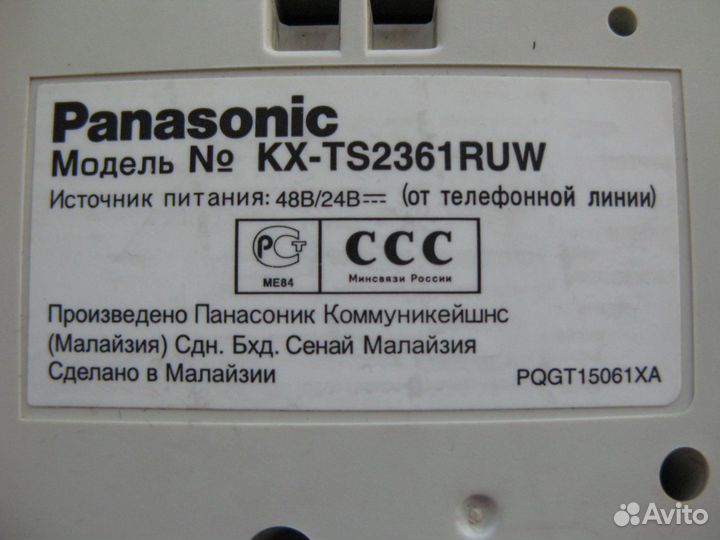 Panasonic
Модель № KX-TS2361RUW
Источник питания: 48В/24В⎓ (от телефонной линии)
РСТ
МЕ84
ССС
Минсвязи России
Произведено Панасоник Коммуникейшнс
(Малайзия) Сдн. Бхд. Сенай Малайзия
Сделано в Малайзии
PQGT15061XA
Avito